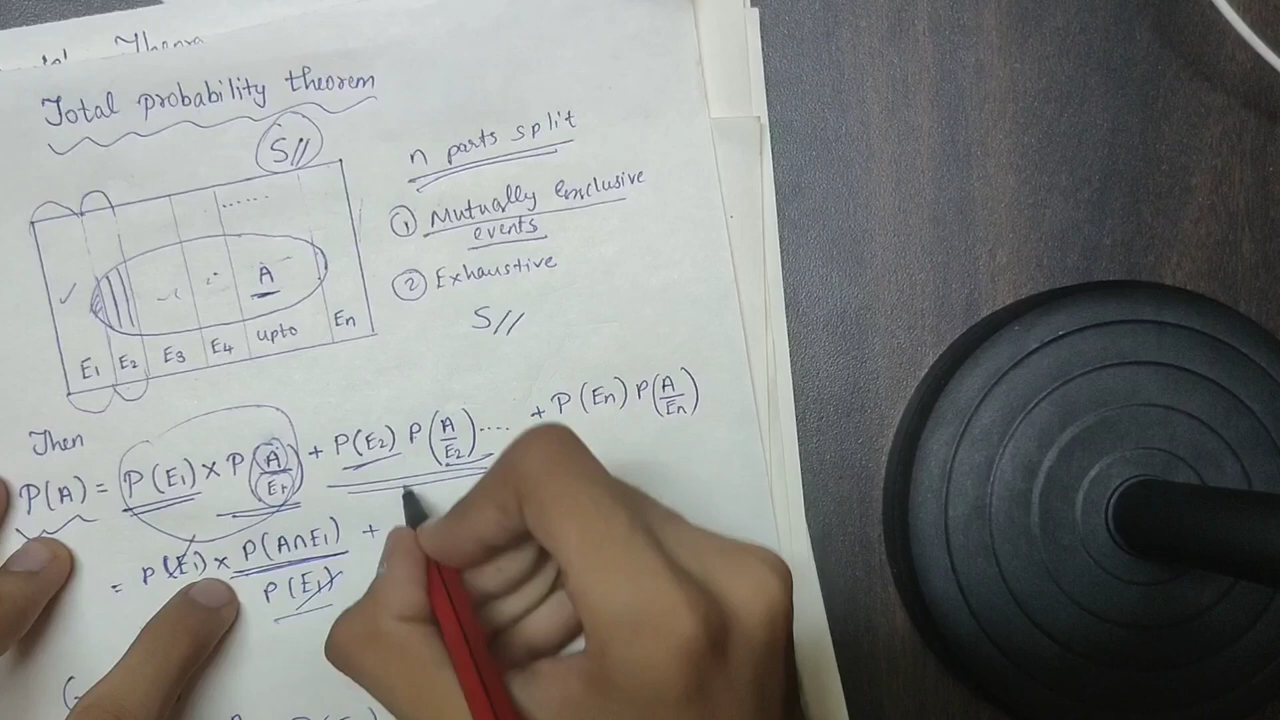 Total probability theorem
S//
n parts split
① Mutually Exclusive
events
② Exhaustive
S//
......
A
E1 E2 E3 E4 upto En
Then
P(A) = P(E1) × P(A/E1) + P(E2) P(A/E2) .... + P(En) P(A/En)
= P(E1) × P(A∩E1)/P(E1) +